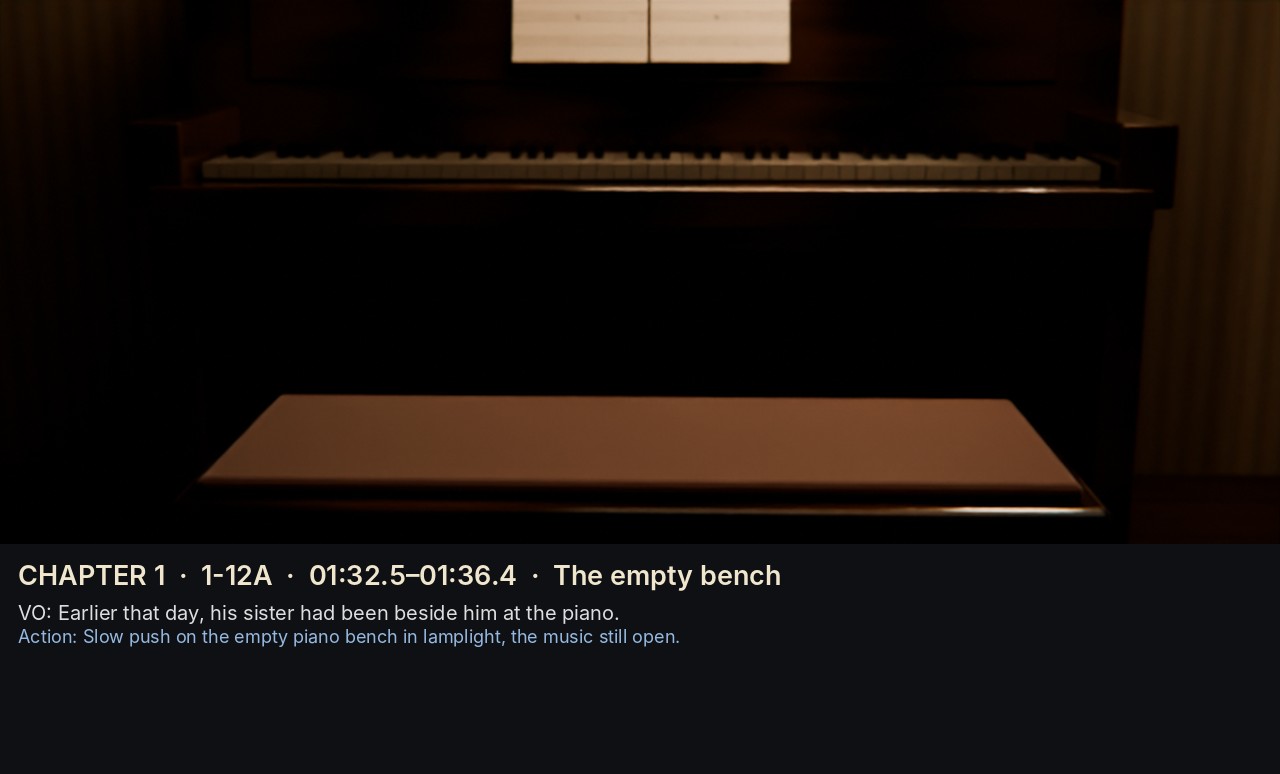 CHAPTER 1 · 1-12A · 01:32.5–01:36.4 · The empty bench
VO: Earlier that day, his sister had been beside him at the piano.
Action: Slow push on the empty piano bench in lamplight, the music still open.